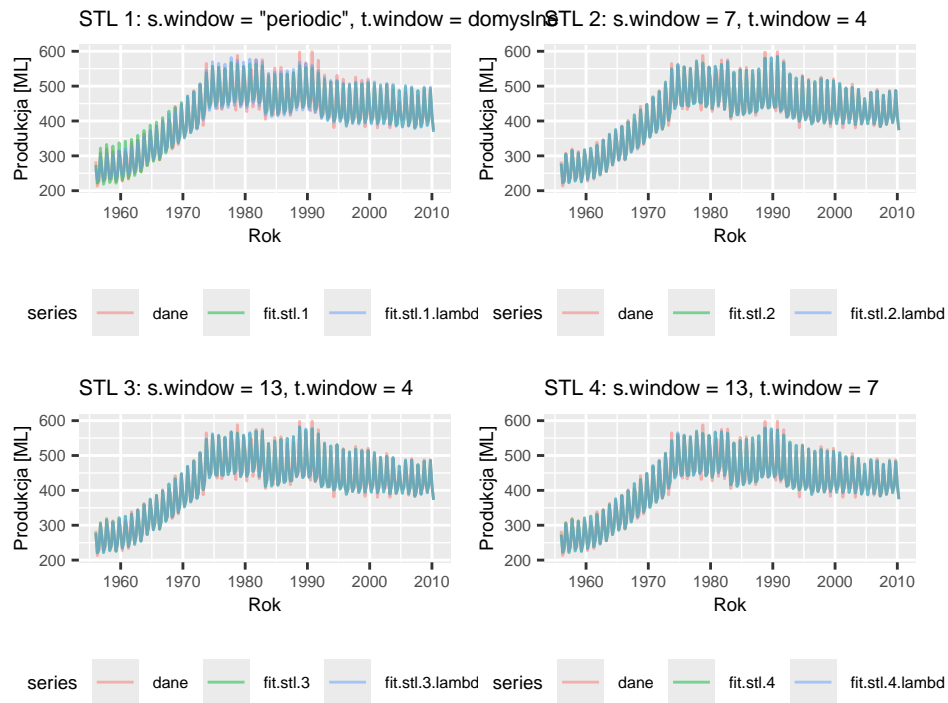 STL 1: s.window = "periodic", t.window = domyslne
Produkcja [ML]
600
500
400
300
200
1960 1970 1980 1990 2000 2010
Rok
series dane fit.stl.1 fit.stl.1.lambd
STL 2: s.window = 7, t.window = 4
Produkcja [ML]
600
500
400
300
200
1960 1970 1980 1990 2000 2010
Rok
series dane fit.stl.2 fit.stl.2.lambd
STL 3: s.window = 13, t.window = 4
Produkcja [ML]
600
500
400
300
200
1960 1970 1980 1990 2000 2010
Rok
series dane fit.stl.3 fit.stl.3.lambd
STL 4: s.window = 13, t.window = 7
Produkcja [ML]
600
500
400
300
200
1960 1970 1980 1990 2000 2010
Rok
series dane fit.stl.4 fit.stl.4.lambd